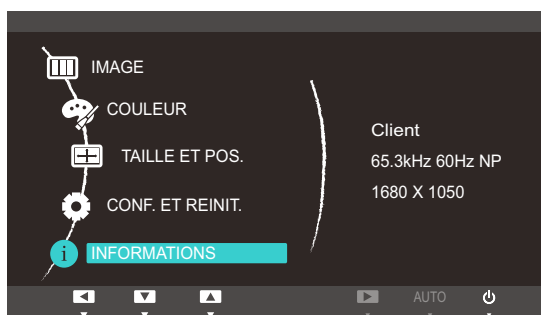 IMAGE
COULEUR
TAILLE ET POS.
CONF. ET REINIT.
i INFORMATIONS
Client
65.3kHz 60Hz NP
1680 X 1050
AUTO